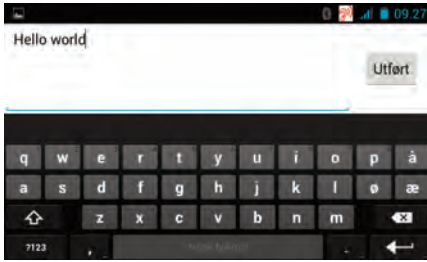 09.27
Hello world
Utført
q w e r t y u i o p å
a s d f g h j k l ø æ
z x c v b n m
?123 , .